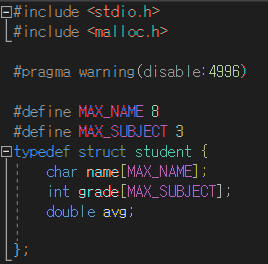 #include <stdio.h>
#include <malloc.h>

#pragma warning(disable:4996)

#define MAX_NAME 8
#define MAX_SUBJECT 3
typedef struct student {
    char name[MAX_NAME];
    int grade[MAX_SUBJECT];
    double avg;

};